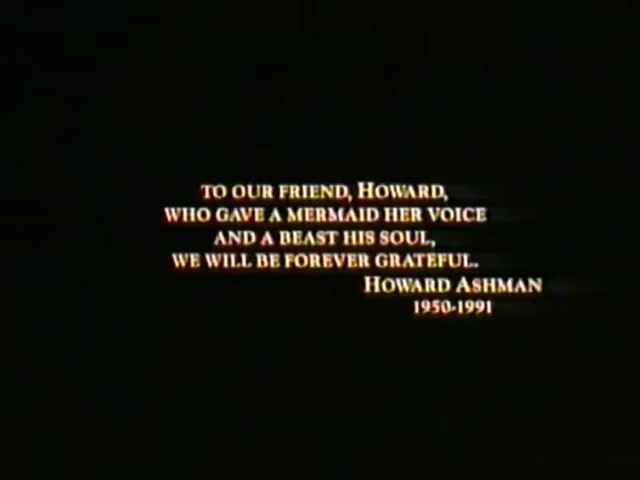 TO OUR FRIEND, HOWARD,
WHO GAVE A MERMAID HER VOICE
AND A BEAST HIS SOUL,
WE WILL BE FOREVER GRATEFUL.
HOWARD ASHMAN
1950-1991